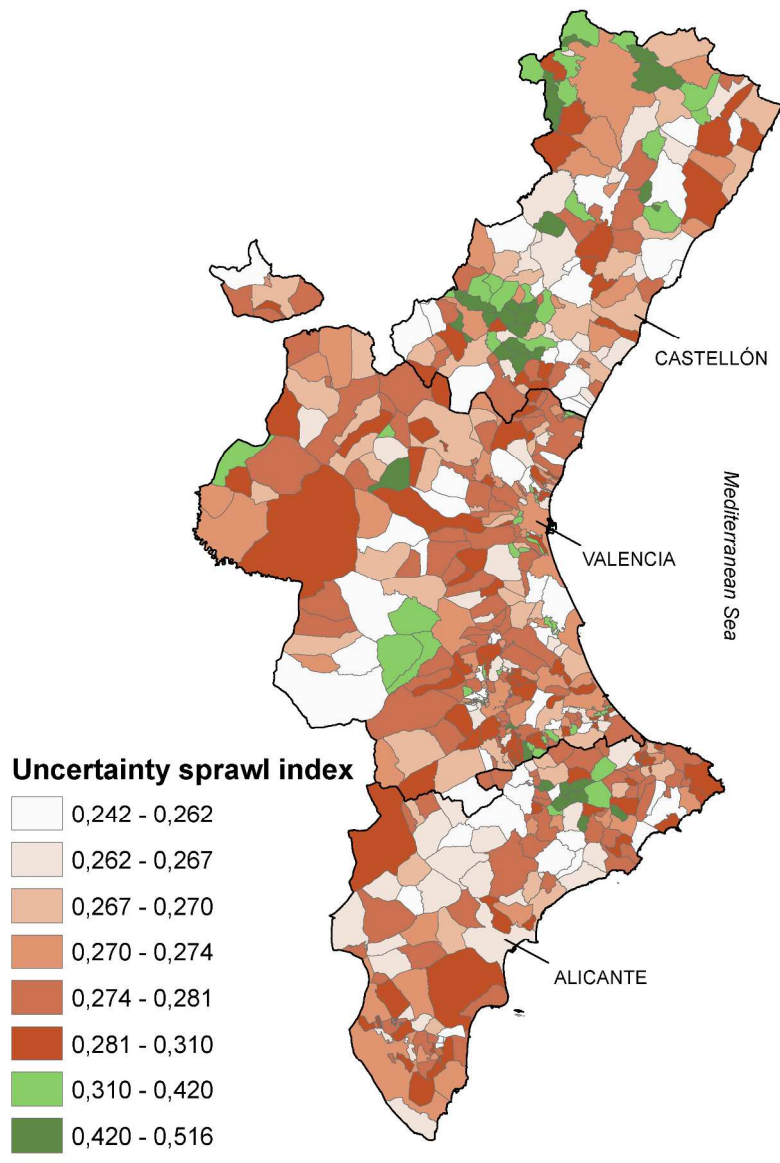 CASTELLÓN
VALENCIA
Mediterranean Sea
ALICANTE
Uncertainty sprawl index
0,242 - 0,262
0,262 - 0,267
0,267 - 0,270
0,270 - 0,274
0,274 - 0,281
0,281 - 0,310
0,310 - 0,420
0,420 - 0,516